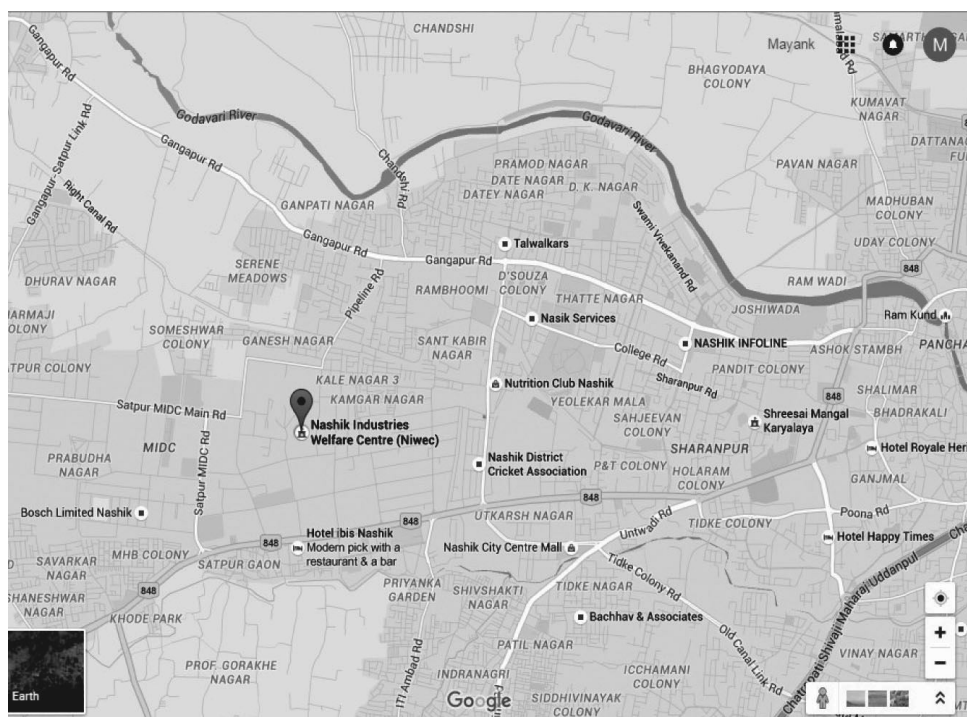 CHANDSHI
Mayank
M
Gangapur Rd
BHAGYODAYA
COLONY
KUMAVAT
NAGAR
Godavari River
Godavari River
Gangapur-Satpur Link Rd
Gangapur Rd
Chandshi Rd
PRAMOD NAGAR
DATE NAGAR
DATEY NAGAR
D. K. NAGAR
PAVAN NAGAR
Right Canal Rd
GANPATI NAGAR
MADHUBAN
COLONY
Swami Vivekanand Rd
Gangapur Rd
Talwalkars
UDAY COLONY
848
DHURAV NAGAR
SERENE
MEADOWS
Pipeline Rd
Gangapur Rd
RAMBHOOMI
D'SOUZA
COLONY
THATTE NAGAR
RAM WADI
JOSHIWADA
Ram Kund
ARMAJI
OLONY
SOMESHWAR
COLONY
GANESH NAGAR
SANT KABIR
NAGAR
Nasik Services
College Rd
NASHIK INFOLINE
ASHOK STAMBH
PANCHA
ATPUR COLONY
Sharanpur Rd
PANDIT COLONY
KALE NAGAR 3
KAMGAR NAGAR
Nutrition Club Nashik
YEOLEKAR MALA
848
SHALIMAR
BHADRAKALI
Satpur MIDC Main Rd
Nashik Industries
Welfare Centre (Niwec)
SAHJEEVAN
COLONY
Shreesai Mangal
Karyalaya
MIDC
SHARANPUR
Hotel Royale Heri
PRABUDHA
NAGAR
Satpur MIDC Rd
Nashik District
Cricket Association
P&T COLONY
HOLARAM
COLONY
GANJMAL
848
848
Bosch Limited Nashik
UTKARSH NAGAR
Untwadi Rd
TIDKE COLONY
Poona Rd
848
Hotel ibis Nashik
Modern pick with a
restaurant & a bar
Nashik City Centre Mall
Hotel Happy Times
MHB COLONY
SATPUR GAON
SAVARKAR
NAGAR
PRIYANKA
GARDEN
SHIVSHAKTI
NAGAR
TIDKE NAGAR
Tidke Colony Rd
848
SHANESHWAR
NAGAR
KHODE PARK
Bachhav & Associates
Chatrapati Shivaji Maharaj Uddanpul
PATIL NAGAR
Old Canal Link Rd
VINAY NAGAR
PROF. GORAKHE
NAGAR
ITI Ambad Rd
INDRANAGRI
ICCHAMANI
COLONY
Earth
Google
SIDDHIVINAYAK
COLONY